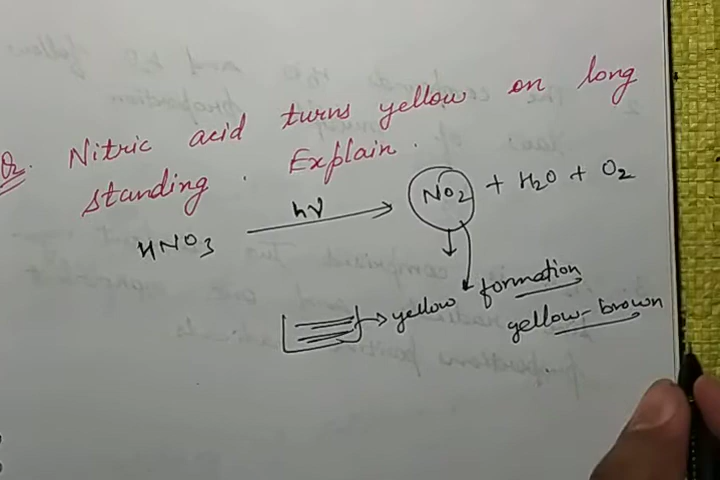 Q. Nitric acid turns yellow on long
standing. Explain.
HNO3 hν → NO2 + H2O + O2
formation
→ yellow
yellow-brown